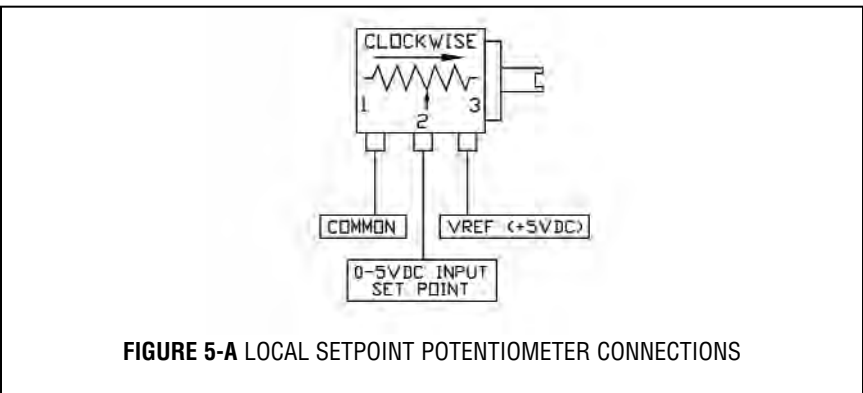 CLOCKWISE
1 2 3
COMMON
VREF (+5VDC)
0-5VDC INPUT
SET POINT
FIGURE 5-A LOCAL SETPOINT POTENTIOMETER CONNECTIONS